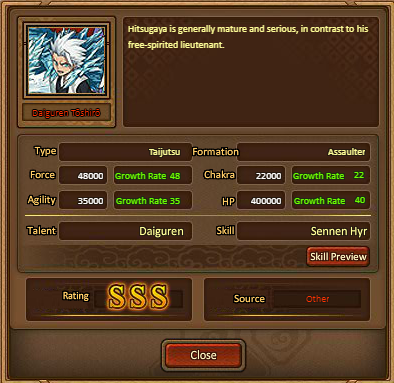 Hitsugaya is generally mature and serious, in contrast to his
free-spirited lieutenant.
Daiguren Tōshirō
Type Taijutsu Formation Assaulter
Force 48000 Growth Rate 48 Chakra 22000 Growth Rate 22
Agility 35000 Growth Rate 35 HP 400000 Growth Rate 40
Talent Daiguren Skill Sennen Hyr
Skill Preview
Rating SSS Source Other
Close